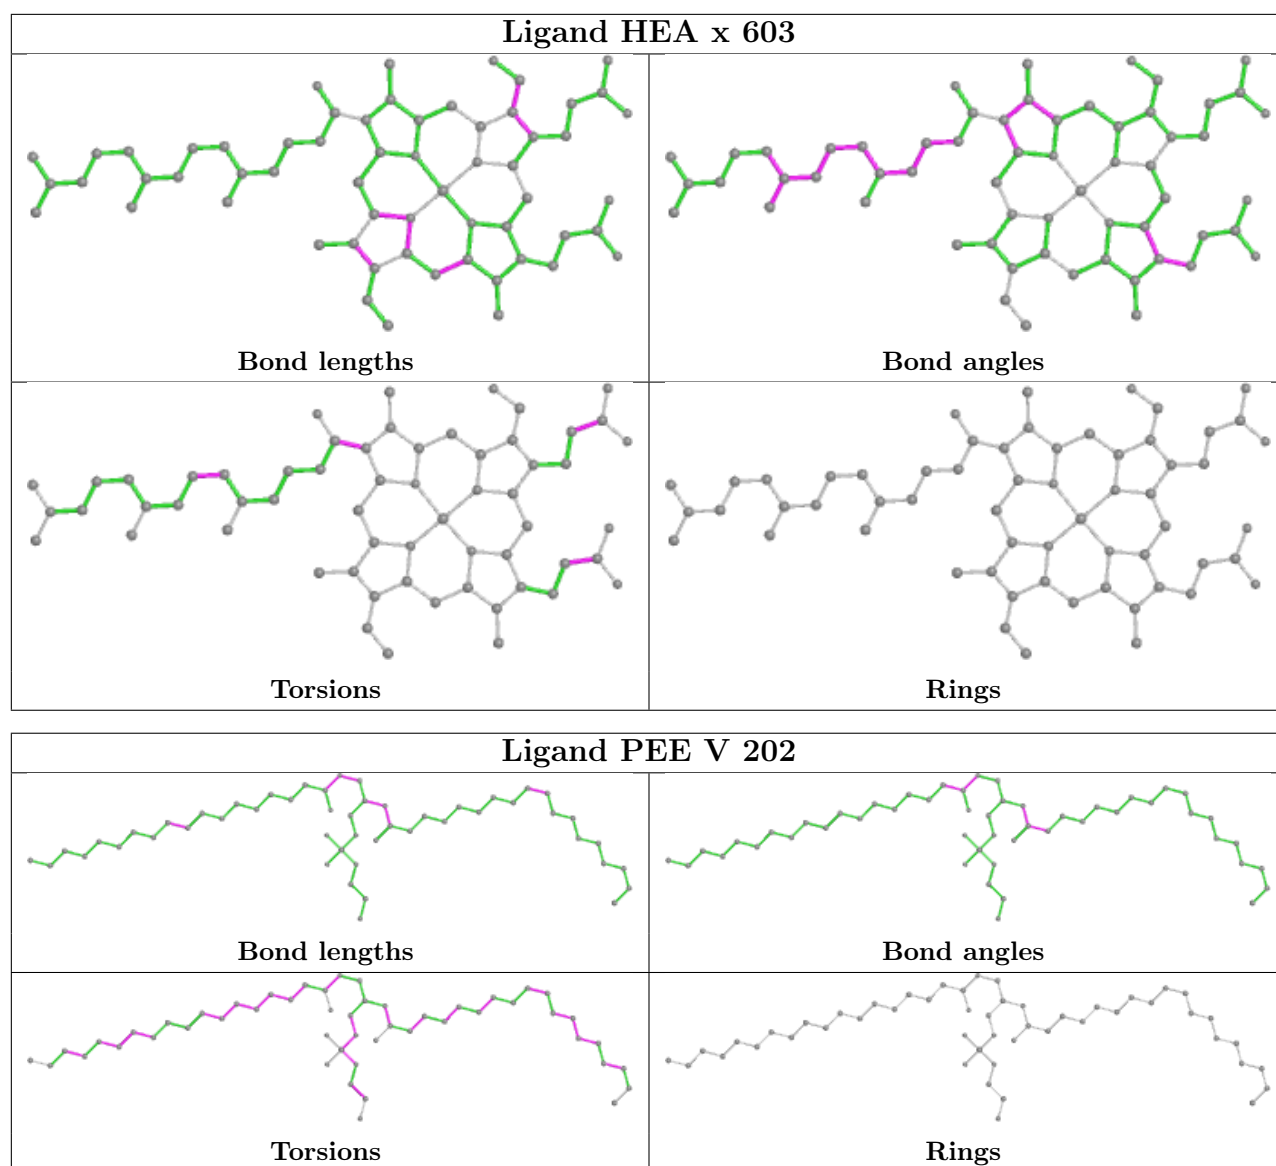 Ligand HEA x 603
Bond lengths
Bond angles
Torsions
Rings
Ligand PEE V 202
Bond lengths
Bond angles
Torsions
Rings